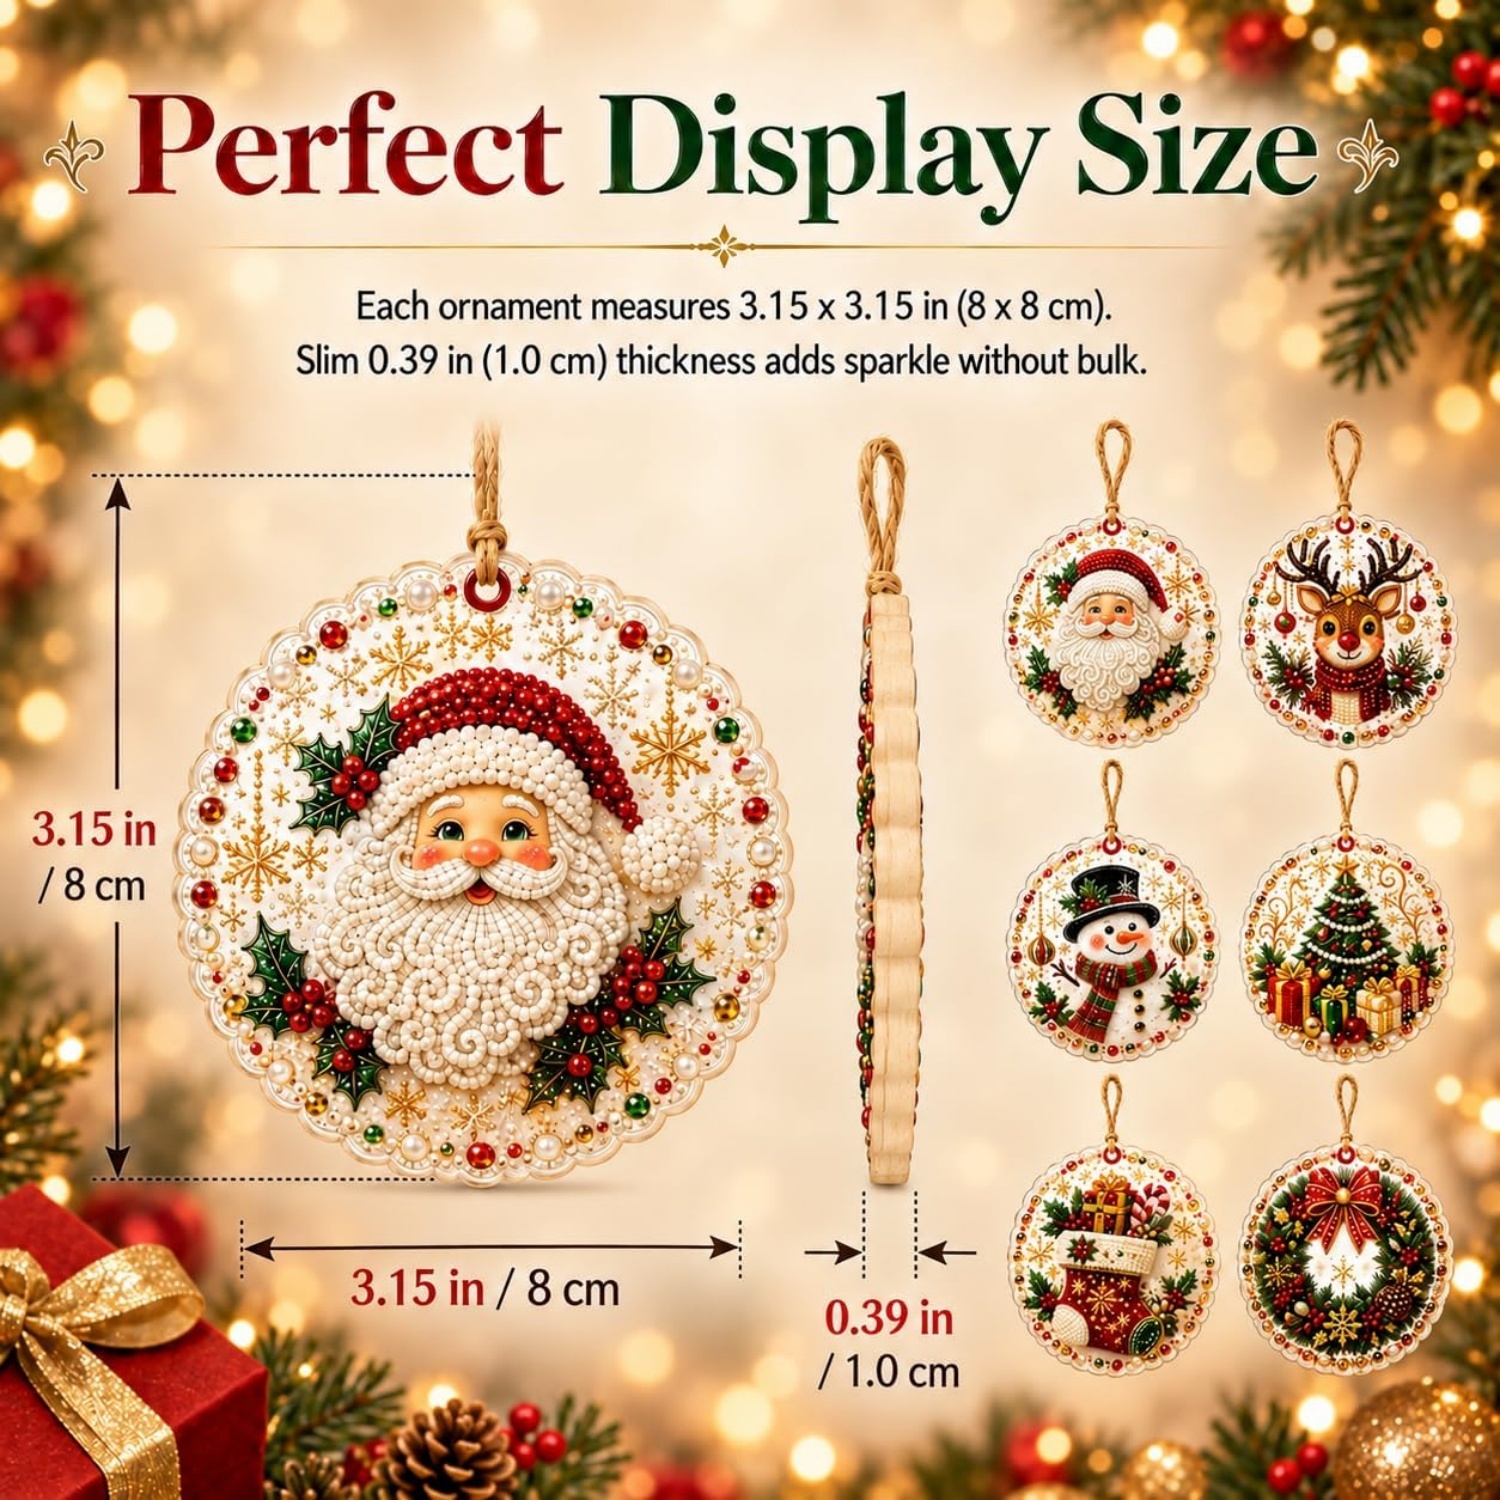 Perfect Display Size
Each ornament measures 3.15 x 3.15 in (8 x 8 cm).
Slim 0.39 in (1.0 cm) thickness adds sparkle without bulk.
3.15 in
/ 8 cm
3.15 in / 8 cm
0.39 in
/ 1.0 cm